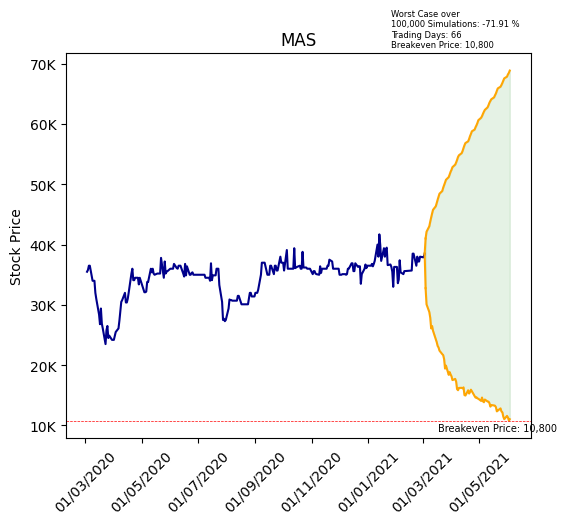 Worst Case over
100,000 Simulations: -71.91 %
Trading Days: 66
Breakeven Price: 10,800
MAS
Stock Price
70K
60K
50K
40K
30K
20K
10K
Breakeven Price: 10,800
01/03/2020
01/05/2020
01/07/2020
01/09/2020
01/11/2020
01/01/2021
01/03/2021
01/05/2021